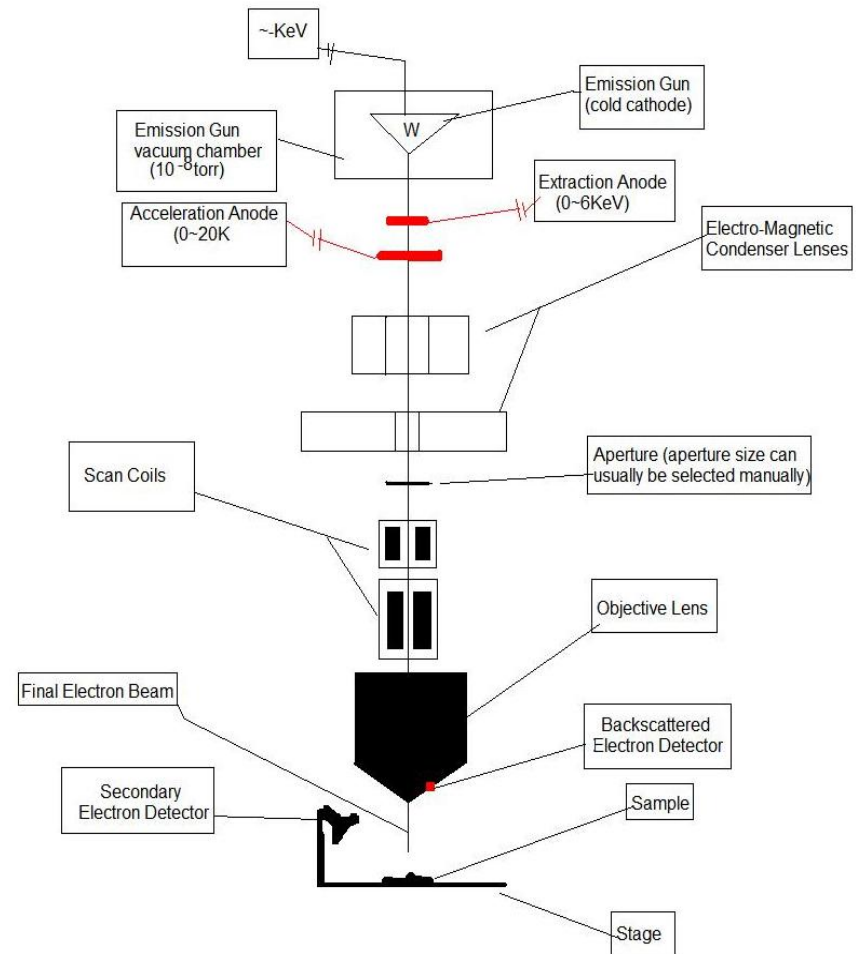 ~-KeV
Emission Gun
(cold cathode)
W
Emission Gun
vacuum chamber
(10 -8torr)
Extraction Anode
(0~6KeV)
Acceleration Anode
(0~20K
Electro-Magnetic
Condenser Lenses
Aperture (aperture size can
usually be selected manually)
Scan Coils
Objective Lens
Final Electron Beam
Backscattered
Electron Detector
Secondary
Electron Detector
Sample
Stage